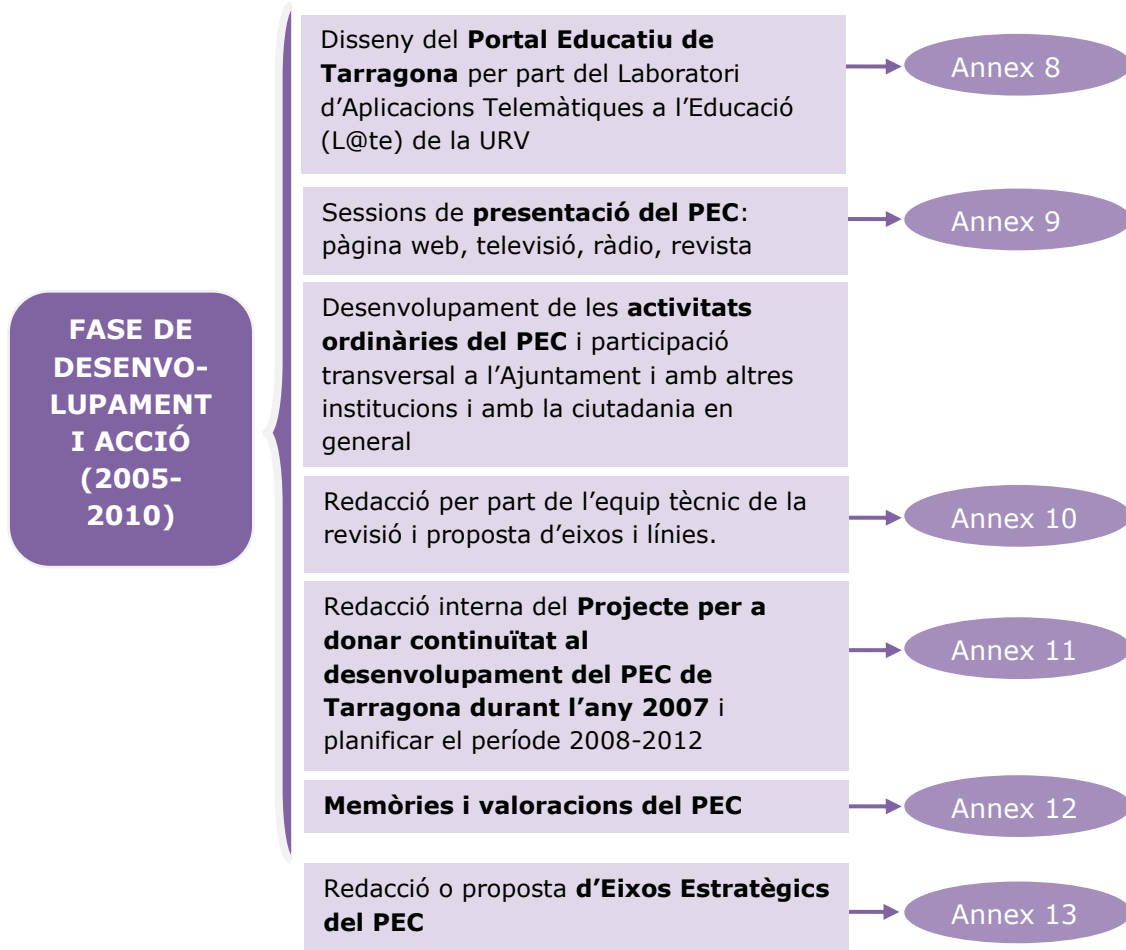 FASE DE
DESENVO-
LUPAMENT
I ACCIÓ
(2005-
2010)
Disseny del Portal Educatiu de
Tarragona per part del Laboratori
d’Aplicacions Telemàtiques a l’Educació
(L@te) de la URV
Annex 8
Sessions de presentació del PEC:
pàgina web, televisió, ràdio, revista
Annex 9
Desenvolupament de les activitats
ordinàries del PEC i participació
transversal a l’Ajuntament i amb altres
institucions i amb la ciutadania en
general
Redacció per part de l’equip tècnic de la
revisió i proposta d’eixos i línies.
Annex 10
Redacció interna del Projecte per a
donar continuïtat al
desenvolupament del PEC de
Tarragona durant l’any 2007 i
planificar el període 2008-2012
Annex 11
Memòries i valoracions del PEC
Annex 12
Redacció o proposta d’Eixos Estratègics
del PEC
Annex 13